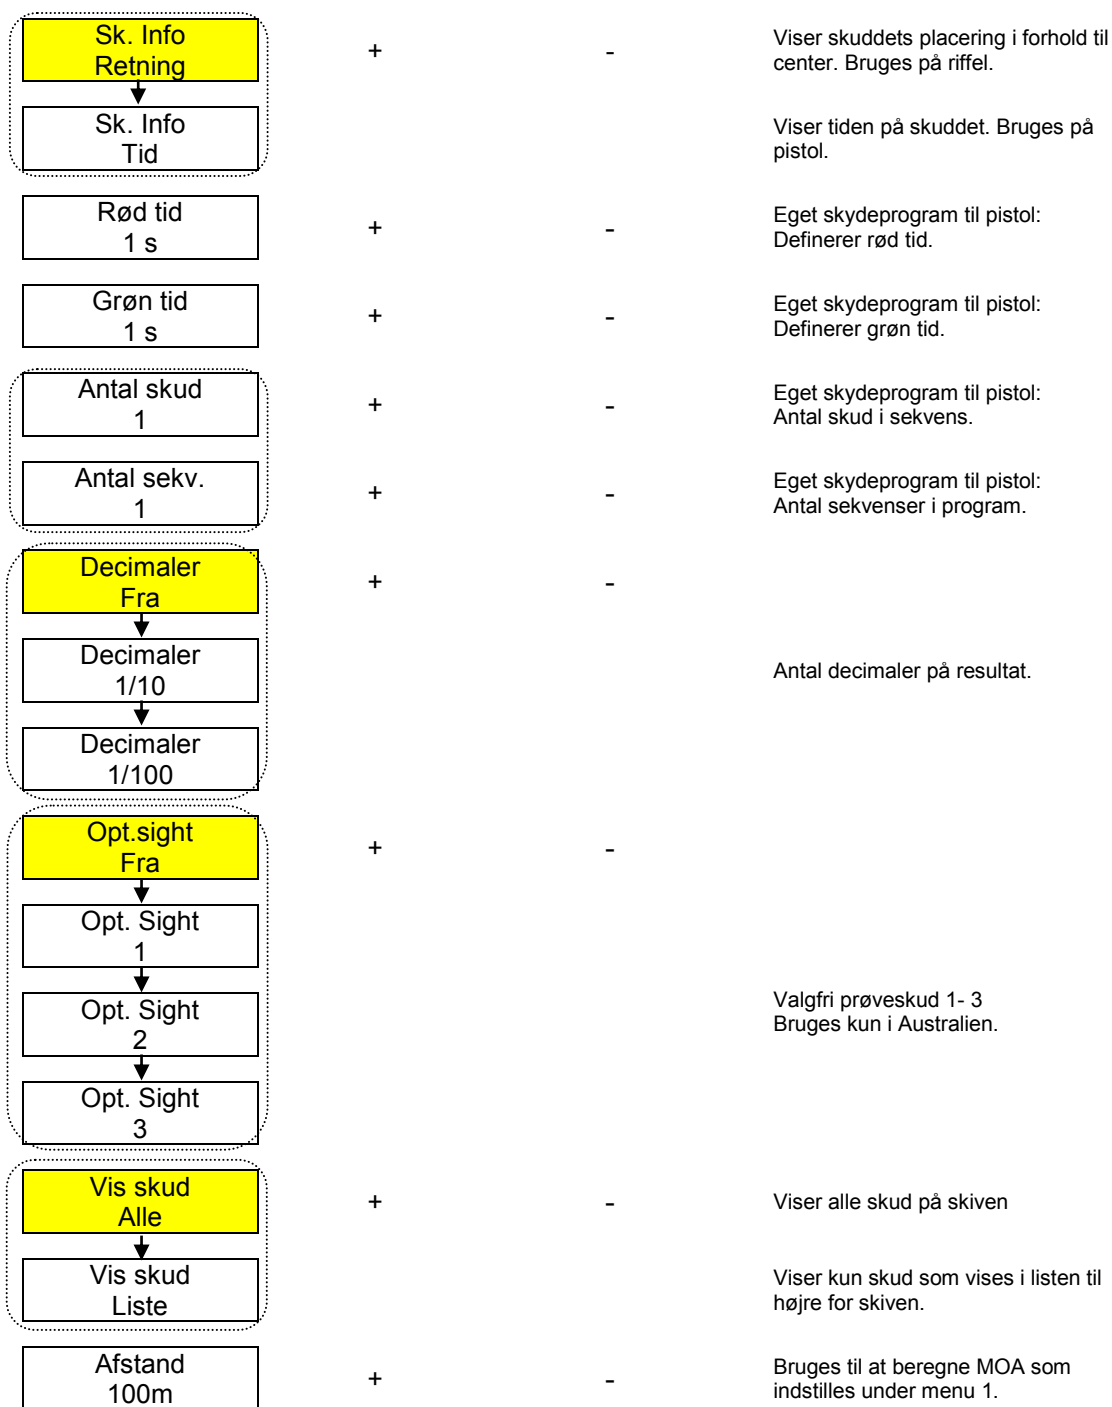 Sk. Info
Retning
+
-
Viser skuddets placering i forhold til
center. Bruges på riffel.
Sk. Info
Tid
Viser tiden på skuddet. Bruges på
pistol.
Rød tid
1 s
+
-
Eget skydeprogram til pistol:
Definerer rød tid.
Grøn tid
1 s
+
-
Eget skydeprogram til pistol:
Definerer grøn tid.
Antal skud
1
+
-
Eget skydeprogram til pistol:
Antal skud i sekvens.
Antal sekv.
1
+
-
Eget skydeprogram til pistol:
Antal sekvenser i program.
Decimaler
Fra
+
-
Decimaler
1/10
Antal decimaler på resultat.
Decimaler
1/100
Opt.sight
Fra
+
-
Opt. Sight
1
Opt. Sight
2
Valgfri prøveskud 1- 3
Bruges kun i Australien.
Opt. Sight
3
Vis skud
Alle
+
-
Viser alle skud på skiven
Vis skud
Liste
Viser kun skud som vises i listen til
højre for skiven.
Afstand
100m
+
-
Bruges til at beregne MOA som
indstilles under menu 1.